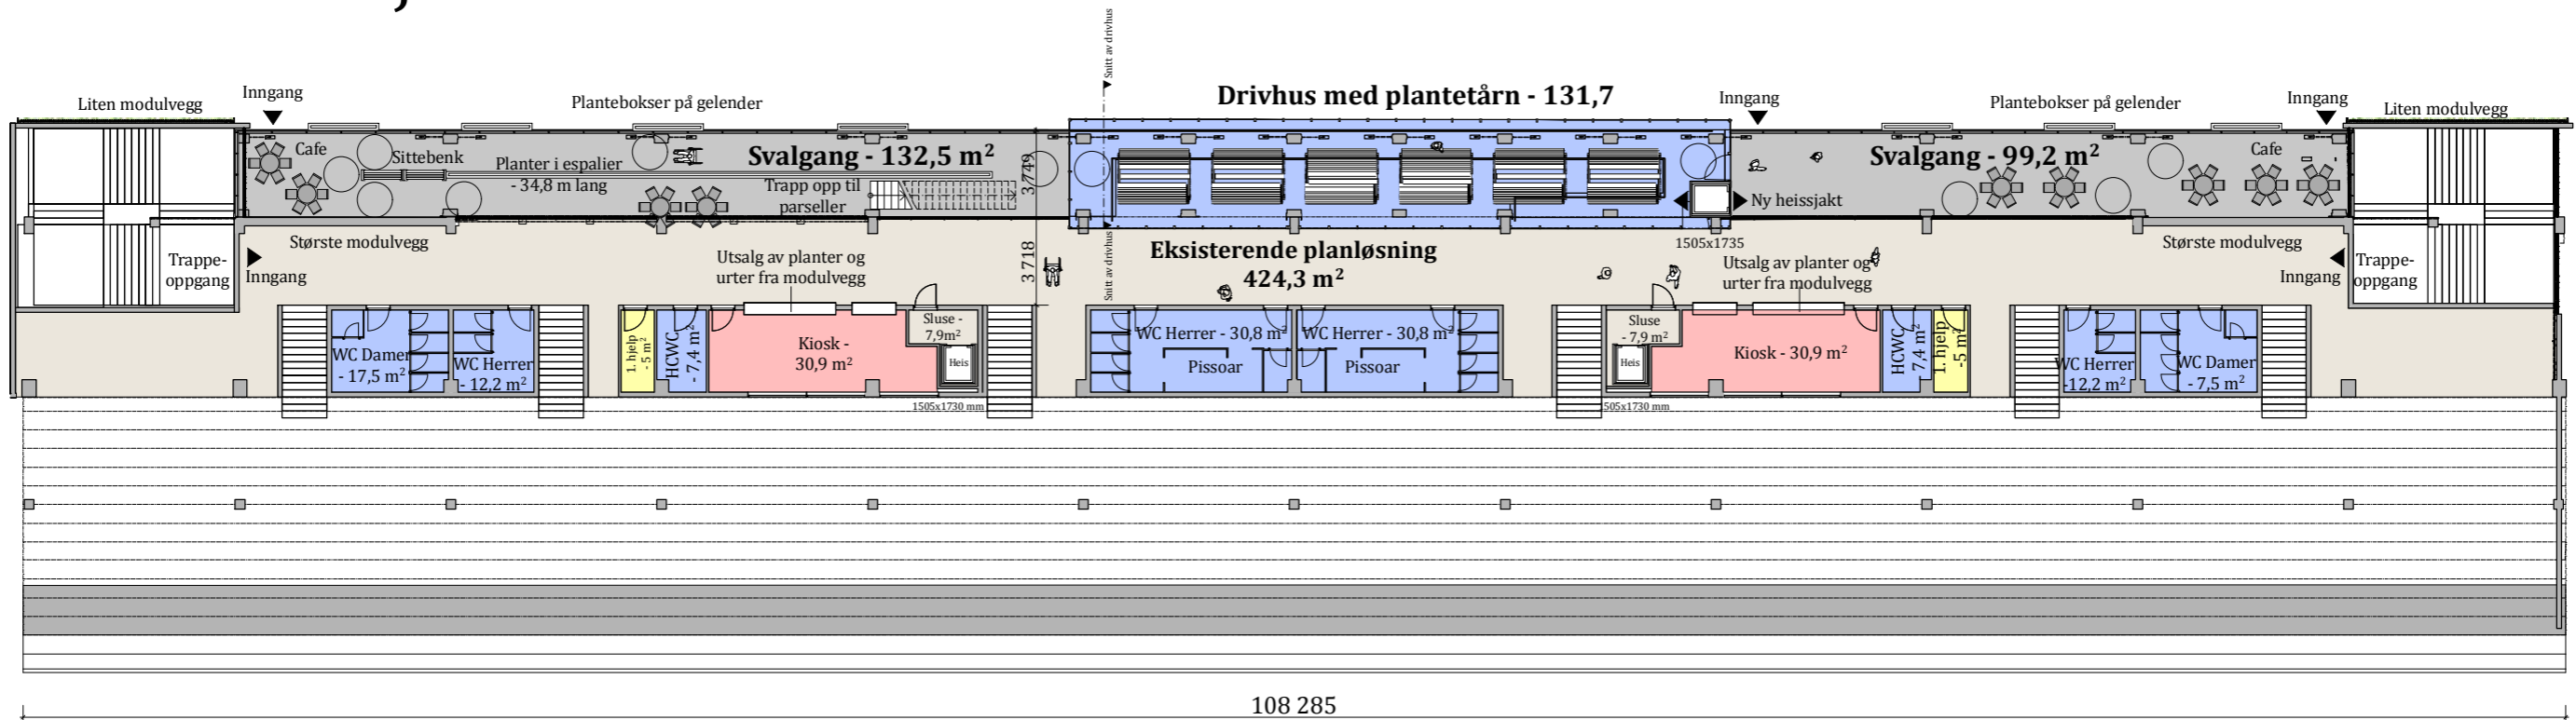 Snitt av drivhus
Drivhus med plantetårn - 131,7
Liten modulvegg
Inngang
Plantebokser på gelender
Inngang
Plantebokser på gelender
Inngang
Liten modulvegg
Cafe
Sittebenk
Planter i espalier
- 34,8 m lang
Svalgang - 132,5 m²
Trapp opp til
parseller
3 749
Svalgang - 99,2 m²
Cafe
Ny heissjakt
Trappe-
oppgang
Inngang
Største modulvegg
Utsalg av planter og
urter fra modulvegg
3 718
Snitt av drivhus
Eksisterende planløsning
424,3 m²
1505x1735
Utsalg av planter og
urter fra modulvegg
Største modulvegg
Inngang
Trappe-
oppgang
WC Damer
- 17,5 m²
WC Herrer
- 12,2 m²
1. hjelp
- 5 m²
HCWC
- 7,4 m²
Kiosk -
30,9 m²
Sluse -
7,9m²
Heis
WC Herrer - 30,8 m²
Pissoar
WC Herrer - 30,8 m²
Pissoar
Sluse
- 7,9 m²
Heis
Kiosk - 30,9 m²
HCWC
7,4 m²
1. hjelp
-5 m²
WC Herrer
-12,2 m²
WC Damer
- 7,5 m²
1505x1730 mm
1505x1730 mm
108 285